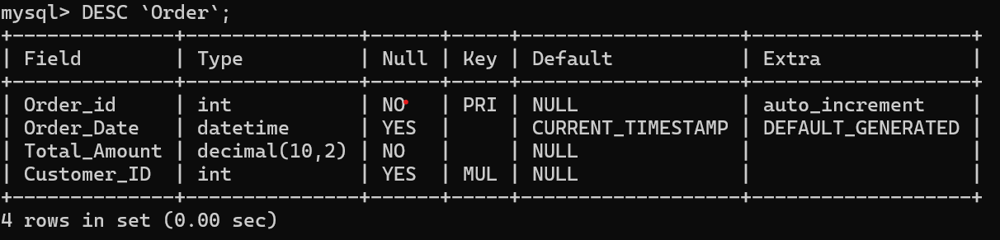 mysql> DESC `Order`;
+--------------+---------------+------+-----+-------------------+-------------------+
| Field        | Type          | Null | Key | Default           | Extra             |
+--------------+---------------+------+-----+-------------------+-------------------+
| Order_id     | int           | NO   | PRI | NULL              | auto_increment    |
| Order_Date   | datetime      | YES  |     | CURRENT_TIMESTAMP | DEFAULT_GENERATED |
| Total_Amount | decimal(10,2) | NO   |     | NULL              |                   |
| Customer_ID  | int           | YES  | MUL | NULL              |                   |
+--------------+---------------+------+-----+-------------------+-------------------+
4 rows in set (0.00 sec)